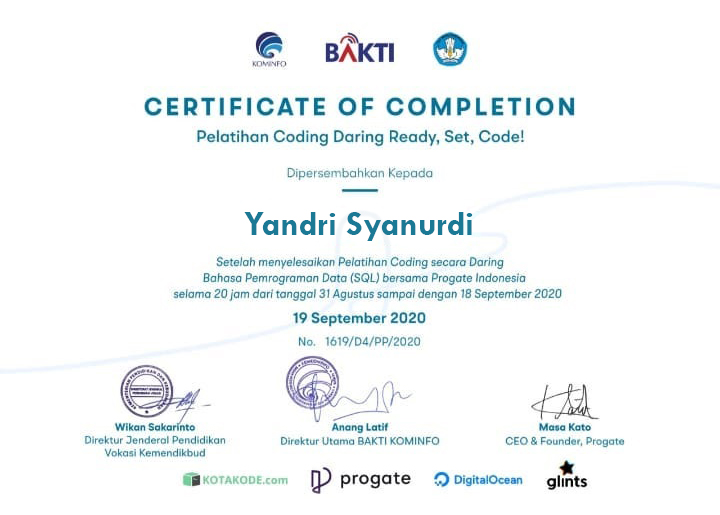 KOMINFO
BAKTI
CERTIFICATE OF COMPLETION
Pelatihan Coding Daring Ready, Set, Code!
Dipersembahkan Kepada
Yandri Syanurdi
Setelah menyelesaikan Pelatihan Coding secara Daring
Bahasa Pemrograman Data (SQL) bersama Progate Indonesia
selama 20 jam dari tanggal 31 Agustus sampai dengan 18 September 2020
19 September 2020
No. 1619/D4/PP/2020
Wikan Sakarinto
Direktur Jenderal Pendidikan
Vokasi Kemendikbud
Anang Latif
Direktur Utama BAKTI KOMINFO
Masa Kato
CEO & Founder, Progate
KOTAKODE.com
progate
DigitalOcean
glints